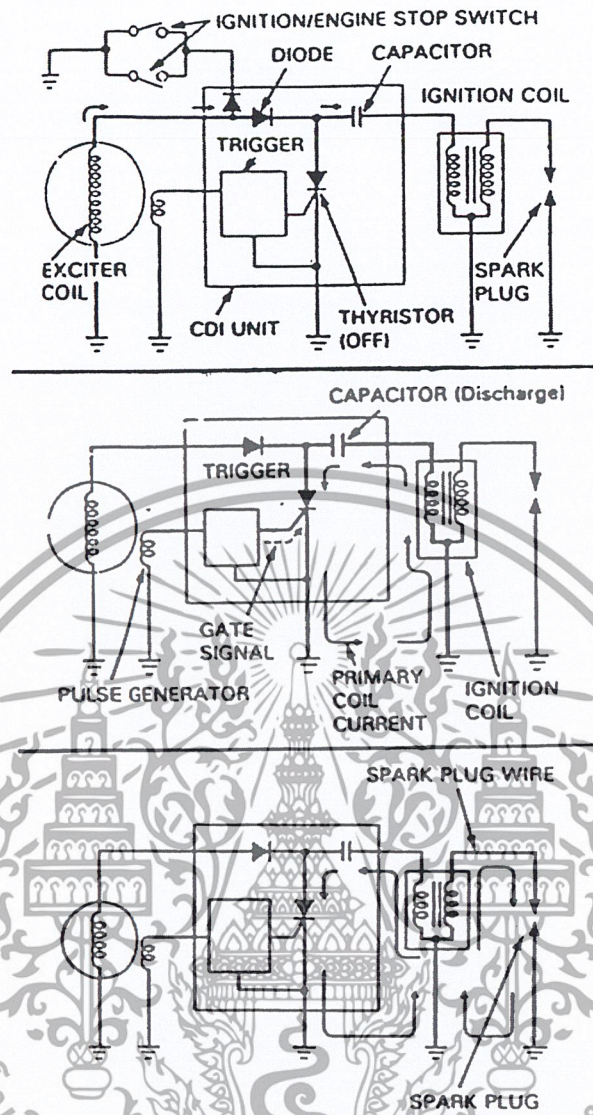 IGNITION/ENGINE STOP SWITCH
DIODE
CAPACITOR
IGNITION COIL
TRIGGER
EXCITER
COIL
SPARK
PLUG
CDI UNIT
THYRISTOR
(OFF)
CAPACITOR (Discharge)
TRIGGER
GATE
SIGNAL
PULSE GENERATOR
PRIMARY
COIL
CURRENT
IGNITION
COIL
SPARK PLUG WIRE
SPARK PLUG